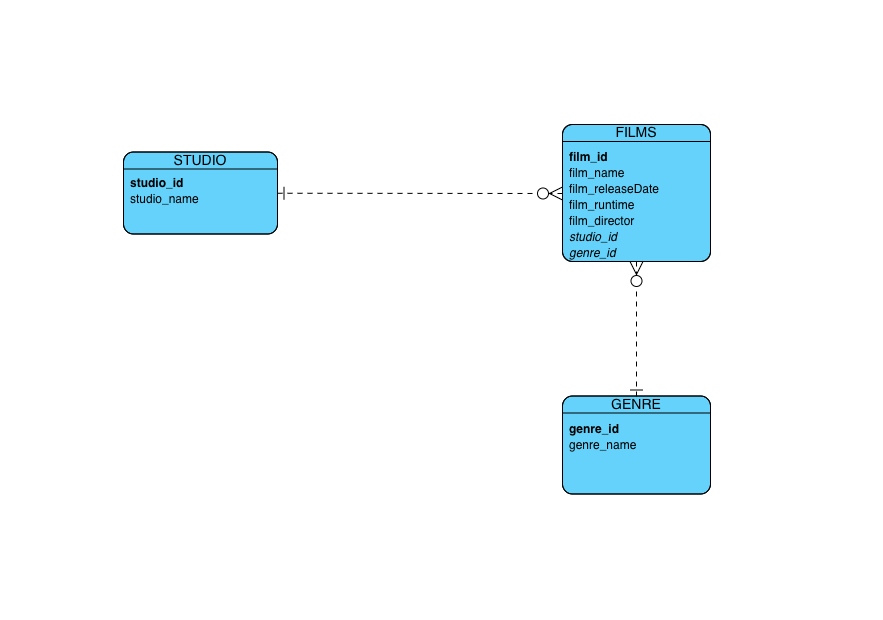 STUDIO
studio_id
studio_name
FILMS
film_id
film_name
film_releaseDate
film_runtime
film_director
studio_id
genre_id
GENRE
genre_id
genre_name